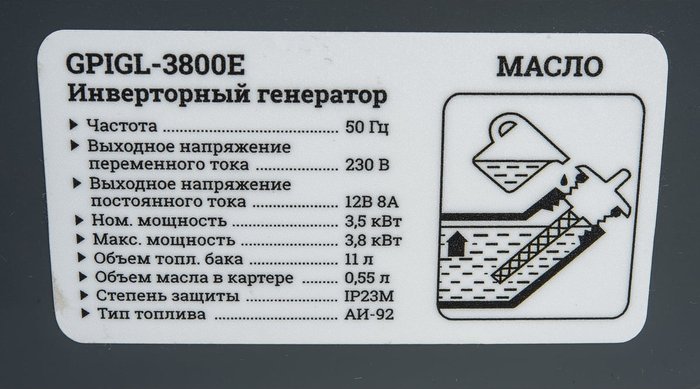 GPIGL-3800E
Инверторный генератор
Частота ........................ 50 Гц
Выходное напряжение
переменного тока ................ 230 В
Выходное напряжение
постоянного тока ................ 12В 8А
Ном. мощность ................ 3,5 кВт
Макс. мощность ................ 3,8 кВт
Объем топл. бака ................ 11 л
Объем масла в картере ...... 0,55 л
Степень защиты ................ IP23M
Тип топлива ................ АИ-92
МАСЛО